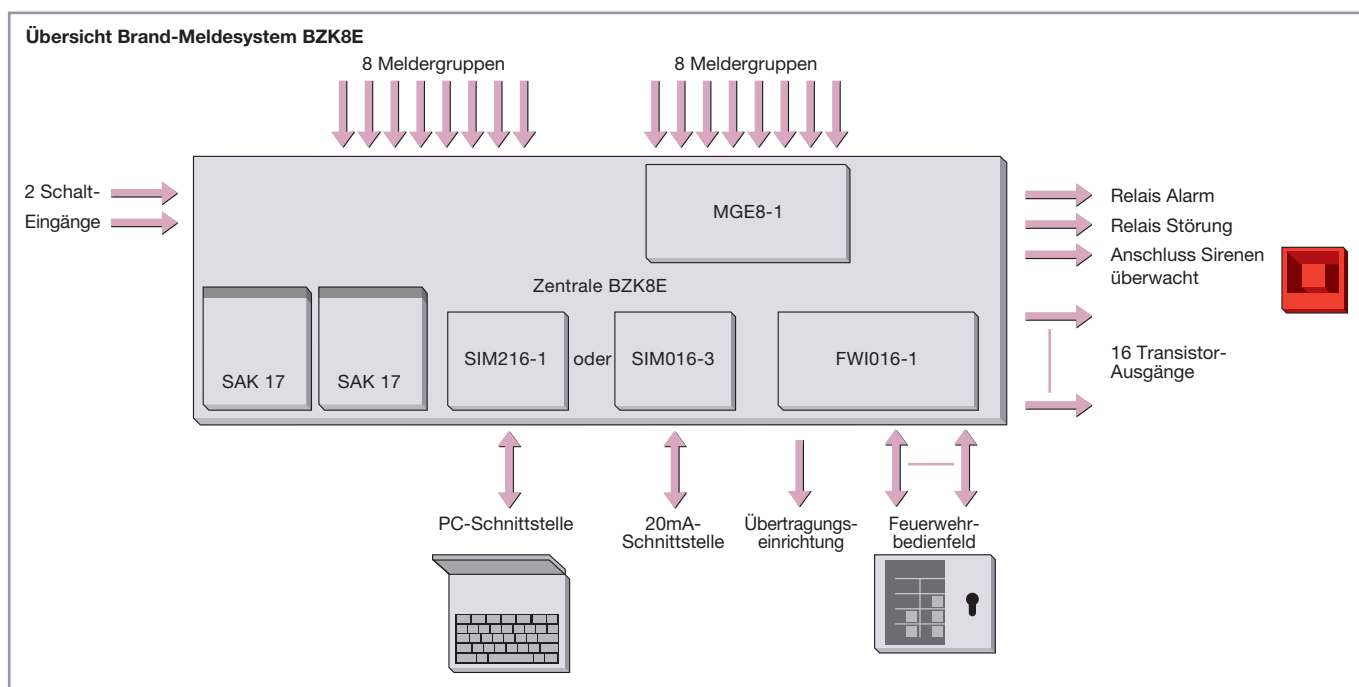 Übersicht Brand-Meldesystem BZK8E
8 Meldergruppen
8 Meldergruppen
2 Schalt-
Eingänge
MGE8-1
Relais Alarm
Relais Störung
Anschluss Sirenen
überwacht
Zentrale BZK8E
SAK 17
SAK 17
SIM216-1
oder
SIM016-3
FWI016-1
16 Transistor-
Ausgänge
PC-Schnittstelle
20mA-
Schnittstelle
Übertragungs-
einrichtung
Feuerwehr-
bedienfeld